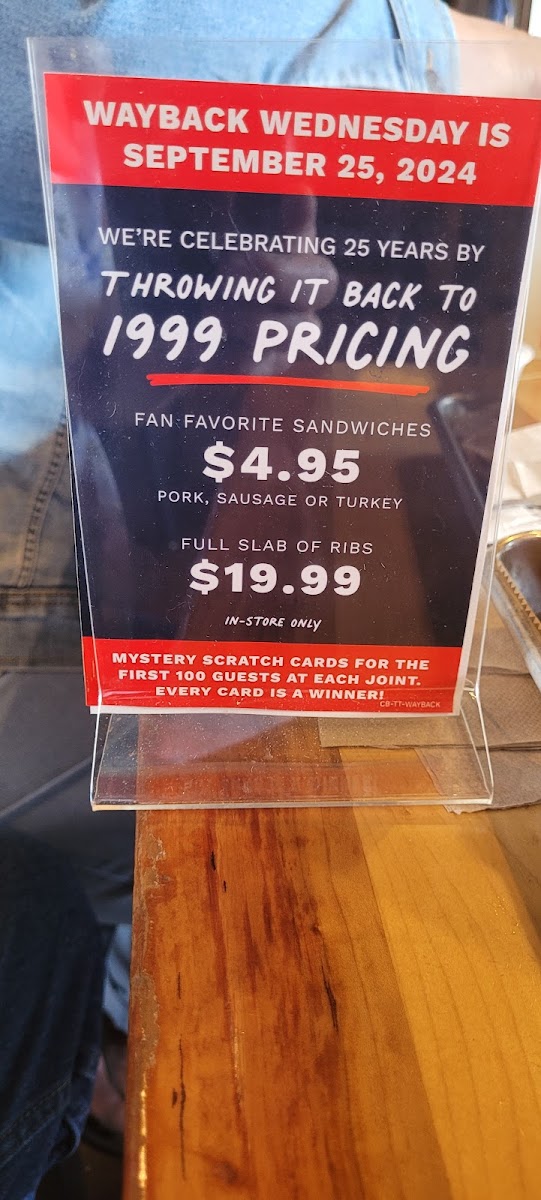 WAYBACK WEDNESDAY IS
SEPTEMBER 25, 2024
WE'RE CELEBRATING 25 YEARS BY
THROWING IT BACK TO
1999 PRICING
FAN FAVORITE SANDWICHES
$4.95
PORK, SAUSAGE OR TURKEY
FULL SLAB OF RIBS
$19.99
IN-STORE ONLY
MYSTERY SCRATCH CARDS FOR THE
FIRST 100 GUESTS AT EACH JOINT.
EVERY CARD IS A WINNER!
CB-TT-WAYBACK